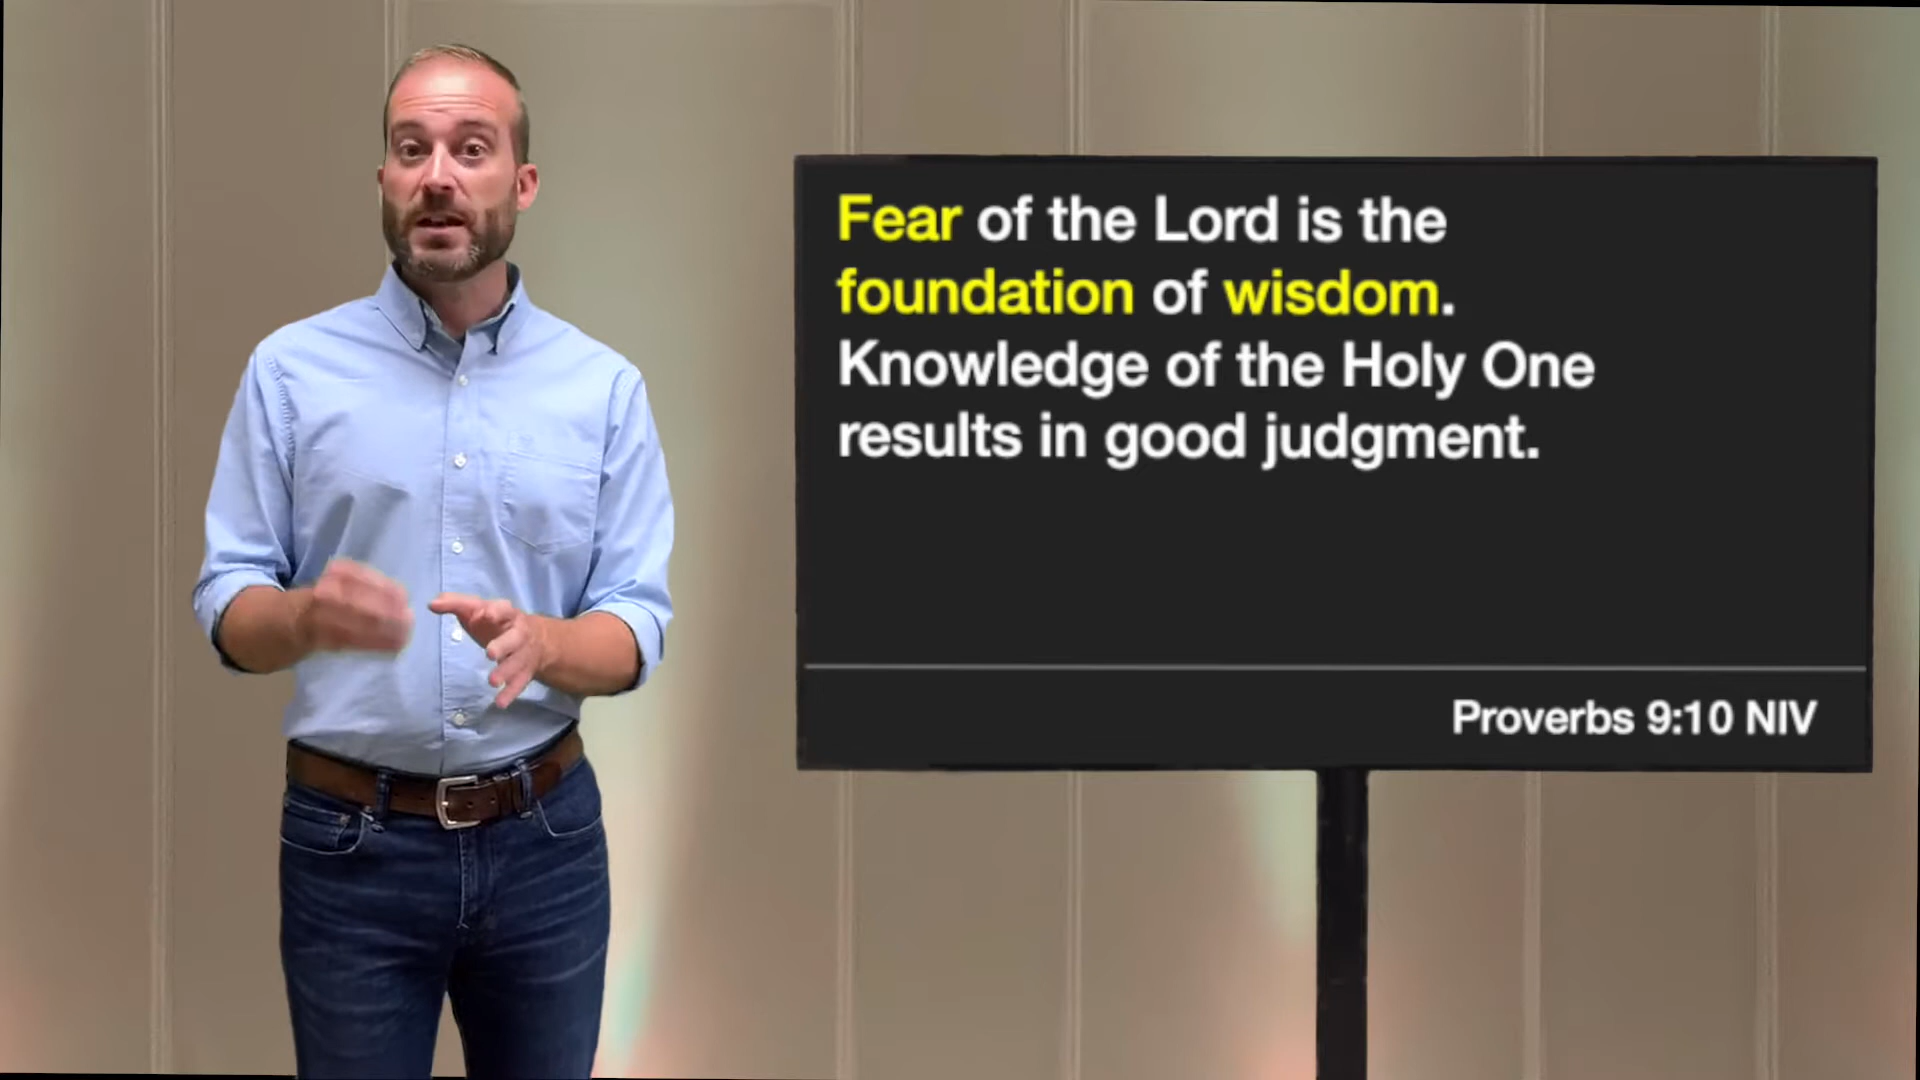 Fear of the Lord is the
foundation of wisdom.
Knowledge of the Holy One
results in good judgment.
Proverbs 9:10 NIV